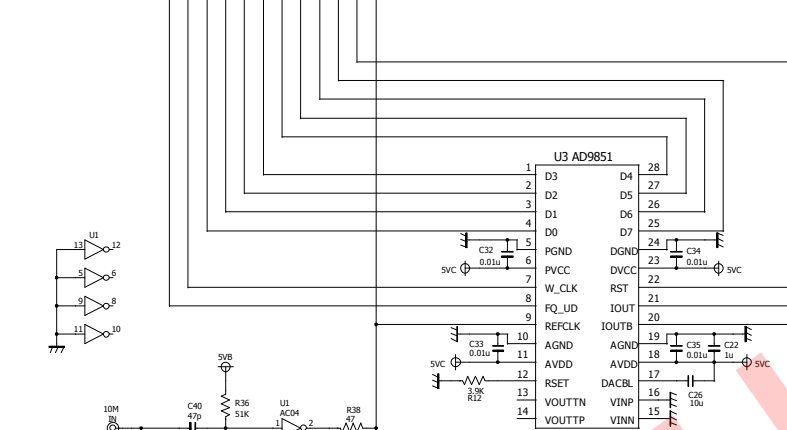 U3 AD9851
1 D3 D4 28
2 D2 D5 27
3 D1 D6 26
4 D0 D7 25
5 PGND DGND 24
6 PVCC DVCC 23
7 W_CLK RST 22
8 FQ_UD IOUT 21
9 REFCLK IOUTB 20
10 AGND AGND 19
11 AVDD AVDD 18
12 RSET DACBL 17
13 VOUTTN VINP 16
14 VOUTTP VINN 15
C32
0.01u
5VC
C34
0.01u
5VC
C33
0.01u
5VC
C35
0.01u
C22
1u
5VC
3.9K
R12
C26
10u
U1
13 12
5 6
9 8
11 10
5VB
R36
51K
10M
IN
C40
47p
U1
AC04
1 2
R38
47